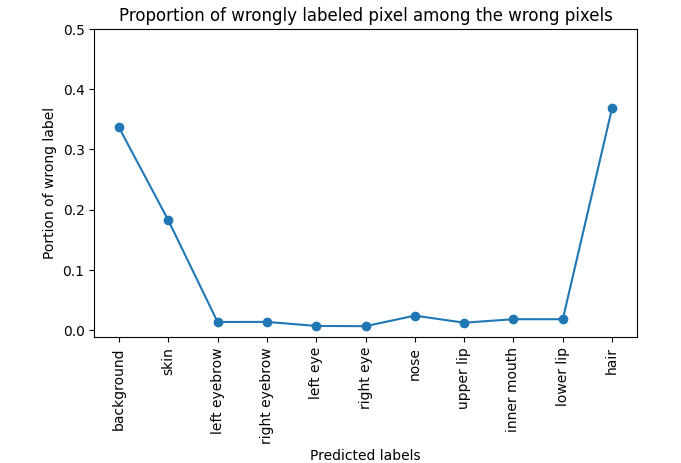 Proportion of wrongly labeled pixel among the wrong pixels
Portion of wrong label
0.5
0.4
0.3
0.2
0.1
0.0
background
skin
left eyebrow
right eyebrow
left eye
right eye
nose
upper lip
inner mouth
lower lip
hair
Predicted labels